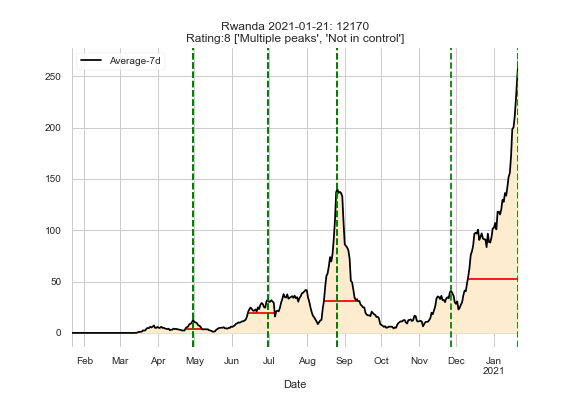 Rwanda 2021-01-21: 12170
Rating:8 ['Multiple peaks', 'Not in control']
Average-7d
250
200
150
100
50
0
Feb Mar Apr May Jun Jul Aug Sep Oct Nov Dec Jan
2021
Date